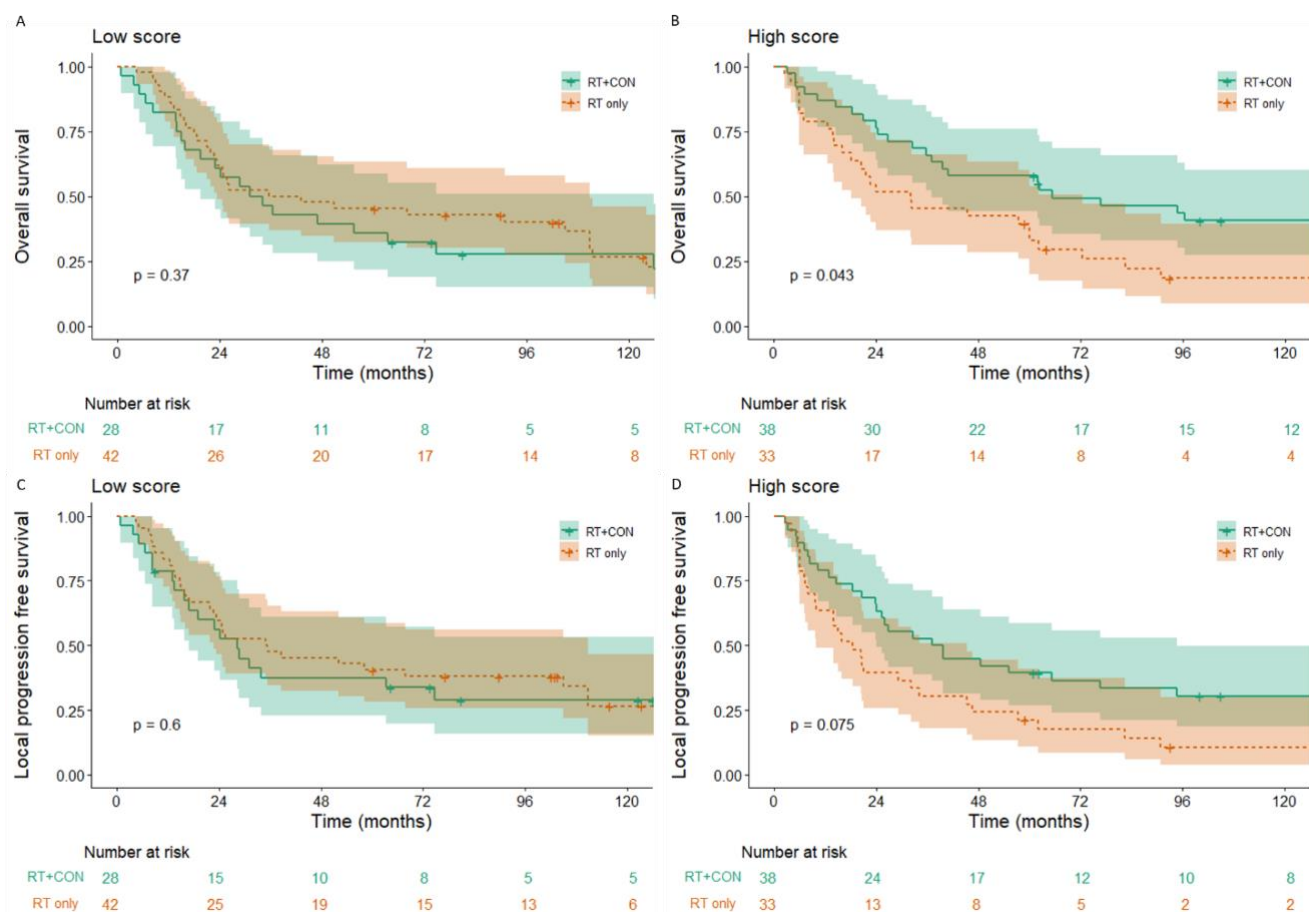 A
Low score
Overall survival
1.00
0.75
0.50
0.25
0.00
RT+CON
RT only
p = 0.37
0 24 48 72 96 120
Time (months)
Number at risk
RT+CON 28 17 11 8 5 5
RT only 42 26 20 17 14 8
B
High score
Overall survival
1.00
0.75
0.50
0.25
0.00
RT+CON
RT only
p = 0.043
0 24 48 72 96 120
Time (months)
Number at risk
RT+CON 38 30 22 17 15 12
RT only 33 17 14 8 4 4
C
Low score
Local progression free survival
1.00
0.75
0.50
0.25
0.00
RT+CON
RT only
p = 0.6
0 24 48 72 96 120
Time (months)
Number at risk
RT+CON 28 15 10 8 5 5
RT only 42 25 19 15 13 6
D
High score
Local progression free survival
1.00
0.75
0.50
0.25
0.00
RT+CON
RT only
p = 0.075
0 24 48 72 96 120
Time (months)
Number at risk
RT+CON 38 24 17 12 10 8
RT only 33 13 8 5 2 2